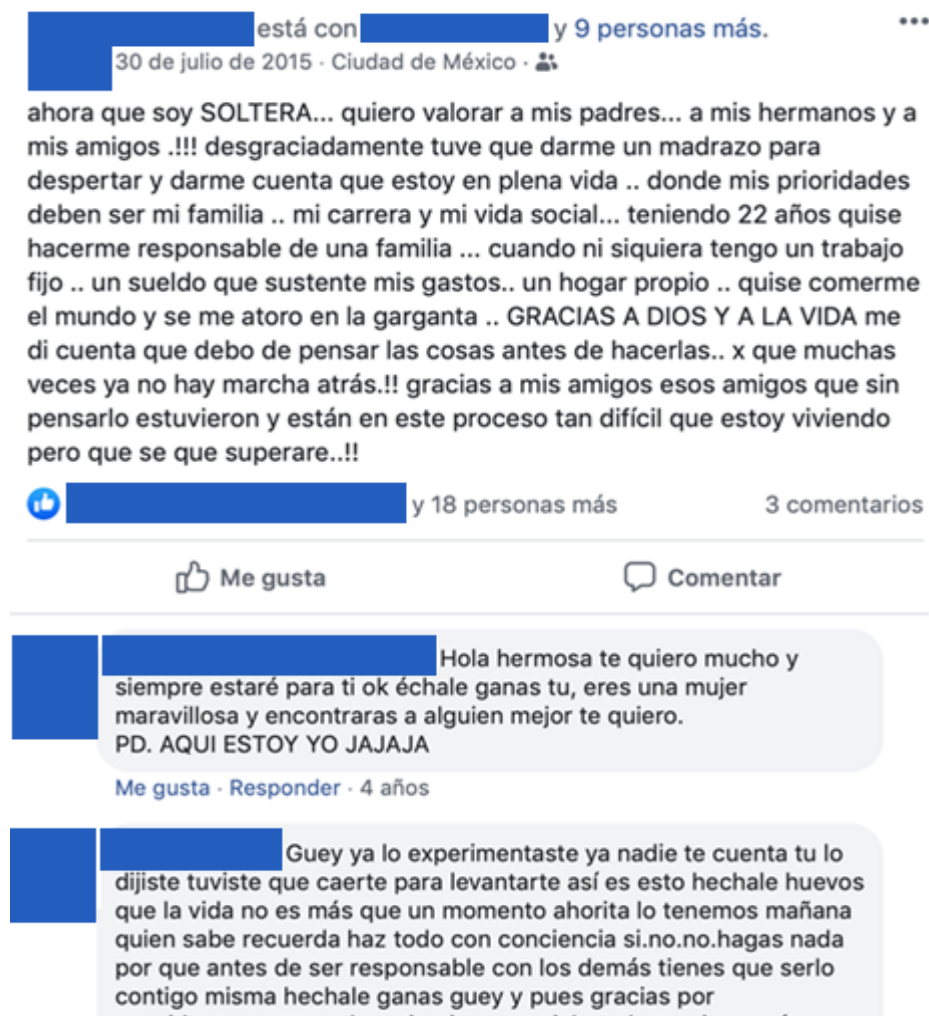 está con y 9 personas más.
30 de julio de 2015 · Ciudad de México ·
ahora que soy SOLTERA... quiero valorar a mis padres... a mis hermanos y a
mis amigos .!!! desgraciadamente tuve que darme un madrazo para
despertar y darme cuenta que estoy en plena vida .. donde mis prioridades
deben ser mi familia .. mi carrera y mi vida social... teniendo 22 años quise
hacerme responsable de una familia ... cuando ni siquiera tengo un trabajo
fijo .. un sueldo que sustente mis gastos.. un hogar propio .. quise comerme
el mundo y se me atoro en la garganta .. GRACIAS A DIOS Y A LA VIDA me
di cuenta que debo de pensar las cosas antes de hacerlas.. x que muchas
veces ya no hay marcha atrás.!! gracias a mis amigos esos amigos que sin
pensarlo estuvieron y están en este proceso tan difícil que estoy viviendo
pero que se que superare..!!
y 18 personas más 3 comentarios
Me gusta Comentar
Hola hermosa te quiero mucho y
siempre estaré para ti ok échale ganas tu, eres una mujer
maravillosa y encontraras a alguien mejor te quiero.
PD. AQUI ESTOY YO JAJAJA
Me gusta · Responder · 4 años
Guey ya lo experimentaste ya nadie te cuenta tu lo
dijiste tuviste que caerte para levantarte así es esto hechale huevos
que la vida no es más que un momento ahorita lo tenemos mañana
quien sabe recuerda haz todo con conciencia si.no.no.hagas nada
por que antes de ser responsable con los demás tienes que serlo
contigo misma hechale ganas guey y pues gracias por